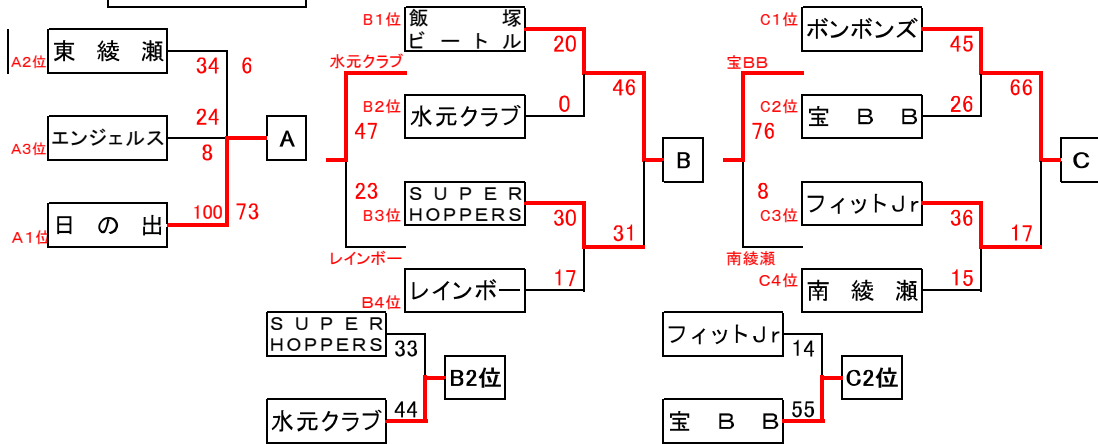 A2位
東 綾 瀬
34
6
A3位
エンジェルス
24
8
A
A1位
日 の 出
100
73
B1位
飯 塚
ビートル
20
水元クラブ
47
B2位
水元クラブ
0
46
B
23
レインボー
B3位
SUPER
HOPPERS
30
31
B4位
レインボー
17
SUPER
HOPPERS
33
B2位
水元クラブ
44
C1位
ボンボンズ
45
宝BB
76
C2位
宝 B B
26
66
C
8
南綾瀬
C3位
フィットJr
36
17
C4位
南 綾 瀬
15
フィットJr
14
C2位
宝 B B
55